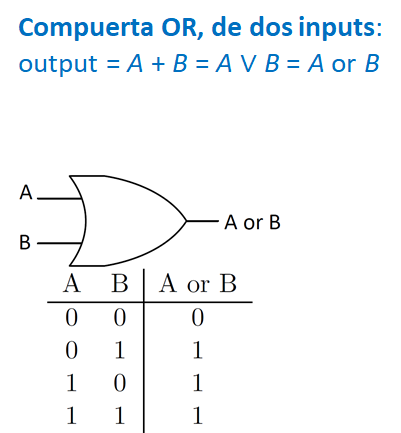 Compuerta OR, de dos inputs:
output = A + B = A ∨ B = A or B
A
A or B
B
A B A or B
0 0 0
0 1 1
1 0 1
1 1 1